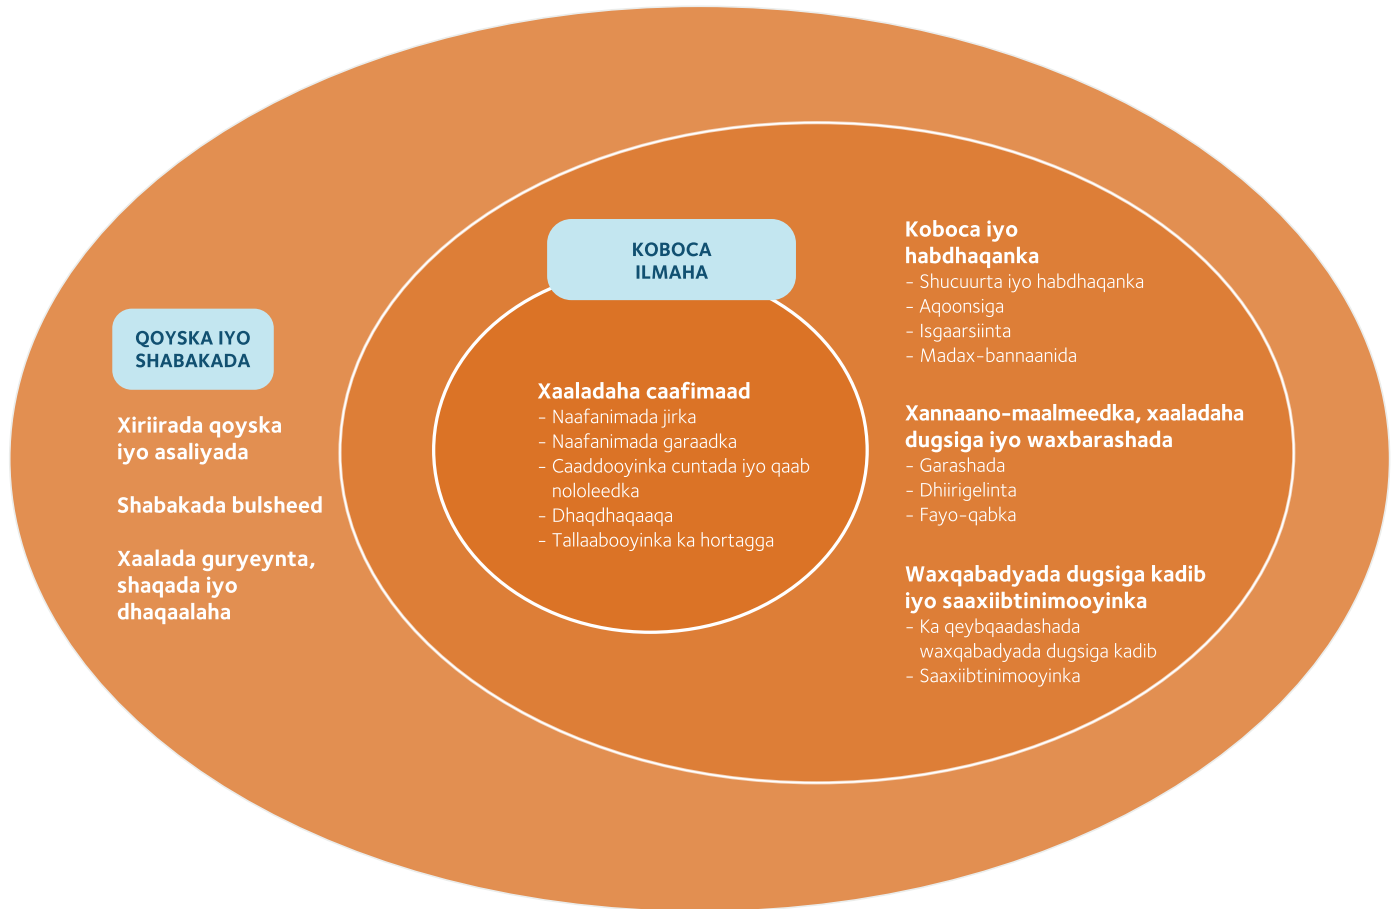 QOYSKA IYO
SHABAKADA
Xiriirada qoyska
iyo asaliyada
Shabakada bulsheed
Xaalada guryeynta,
shaqada iyo
dhaqaalaha
KOBOCA
ILMAHA
Xaaladaha caafimaad
- Naafanimada jirka
- Naafanimada garaadka
- Caaddooyinka cuntada iyo qaab
nololeedka
- Dhaqdhaqaaqa
- Tallaabooyinka ka hortagga
Koboca iyo
habdhaqanka
- Shucuurta iyo habdhaqanka
- Aqoonsiga
- Isgaarsiinta
- Madax-bannaanida
Xannaano-maalmeedka, xaaladaha
dugsiga iyo waxbarashada
- Garashada
- Dhiirigelinta
- Fayo-qabka
Waxqabadyada dugsiga kadib
iyo saaxiibtinimooyinka
- Ka qeybqaadashada
waxqabadyada dugsiga kadib
- Saaxiibtinimooyinka